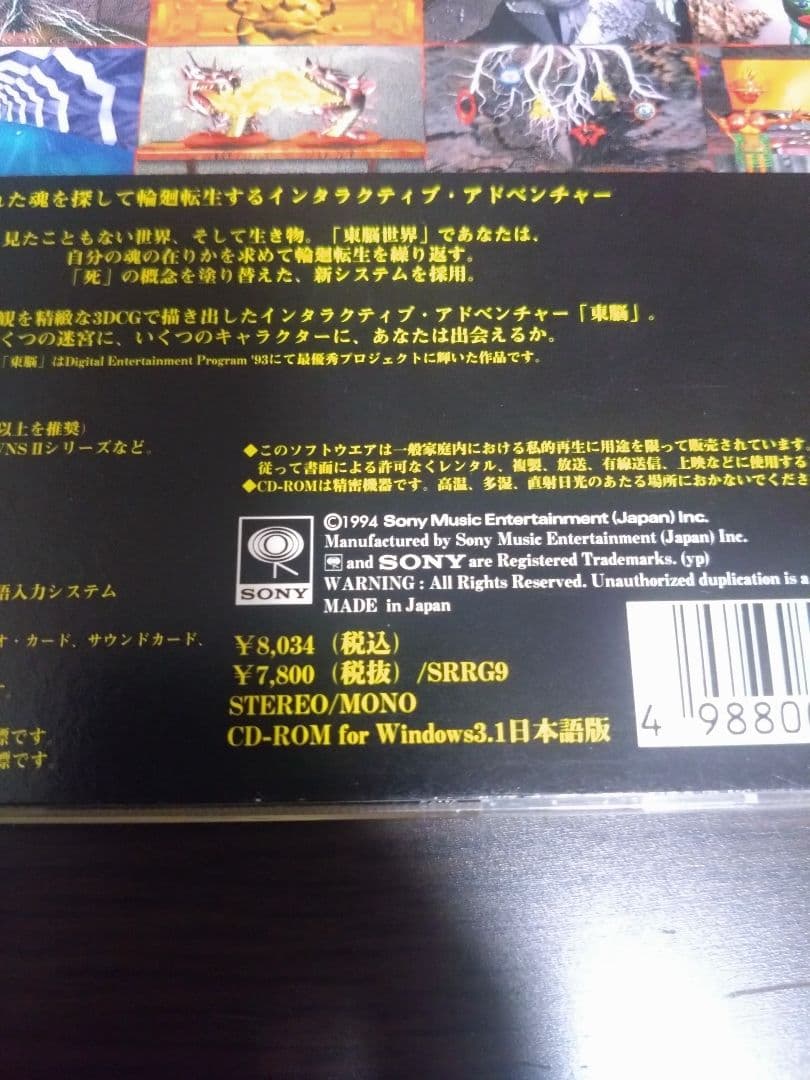 れた魂を探して輪廻転生するインタラクティブ・アドベンチャー
見たこともない世界、そして生き物。「東脳世界」であなたは、
自分の魂の在りかを求めて輪廻転生を繰り返す。
「死」の概念を塗り替えた、新システムを採用。
観を精緻な3DCGで描き出したインタラクティブ・アドベンチャー「東脳」。
くつの迷宮に、いくつのキャラクターに、あなたは出会えるか。
「東脳」はDigital Entertainment Program '93にて最優秀プロジェクトに輝いた作品です。
以上を推奨)
WNS IIシリーズなど。
◆このソフトウエアは一般家庭内における私的再生に用途を限って販売されています。
従って書面による許可なくレンタル、複製、放送、有線送信、上映などに使用する
◆CD-ROMは精密機器です。高温、多湿、直射日光のあたる場所におかないでくださ
©1994 Sony Music Entertainment (Japan) Inc.
Manufactured by Sony Music Entertainment (Japan) Inc.
and SONY are Registered Trademarks. (yp)
WARNING : All Rights Reserved. Unauthorized duplication is a
MADE in Japan
SONY
語入力システム
オ・カード、サウンドカード、
す。
標です。
標です。
¥8,034（税込）
¥7,800（税抜）/SRRG9
STEREO/MONO
CD-ROM for Windows3.1日本語版
4 98800